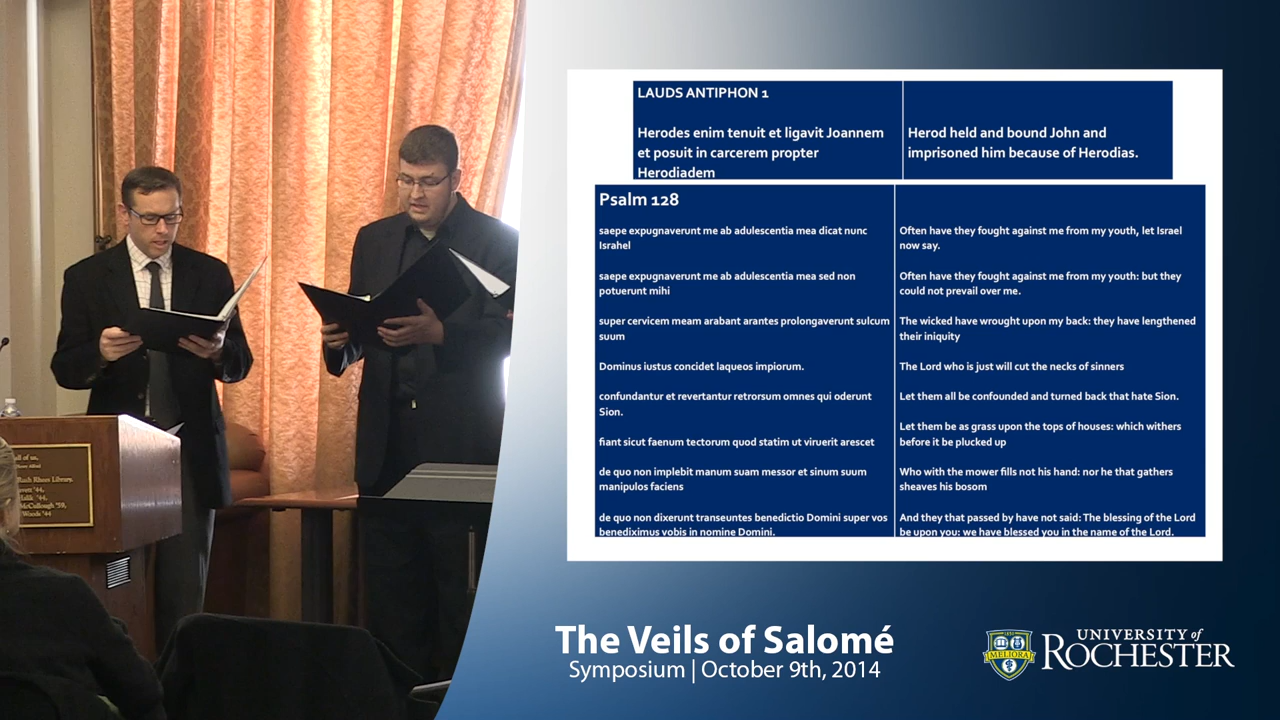 LAUDS ANTIPHON 1
Herodes enim tenuit et ligavit Joannem
et posuit in carcerem propter
Herodiadem
Herod held and bound John and
imprisoned him because of Herodias.
Psalm 128
saepe expugnaverunt me ab adulescentia mea dicat nunc
Israhel
saepe expugnaverunt me ab adulescentia mea sed non
potuerunt mihi
super cervicem meam arabant arantes prolongaverunt sulcum
suum
Dominus iustus concidet laqueos impiorum.
confundantur et revertantur retrorsum omnes qui oderunt
Sion.
fiant sicut faenum tectorum quod statim ut viruerit arescet
de quo non implebit manum suam messor et sinum suum
manipulos faciens
de quo non dixerunt transeuntes benedictio Domini super vos
benediximus vobis in nomine Domini.
Often have they fought against me from my youth, let Israel
now say.
Often have they fought against me from my youth: but they
could not prevail over me.
The wicked have wrought upon my back: they have lengthened
their iniquity
The Lord who is just will cut the necks of sinners
Let them all be confounded and turned back that hate Sion.
Let them be as grass upon the tops of houses: which withers
before it be plucked up
Who with the mower fills not his hand: nor he that gathers
sheaves his bosom
And they that passed by have not said: The blessing of the Lord
be upon you: we have blessed you in the name of the Lord.
all of us.
Rush Rhees Library.
'44.
'44.
McCullough '50.
Woods '44
The Veils of Salomé
Symposium | October 9th, 2014
MELIORA
UNIVERSITY of
ROCHESTER